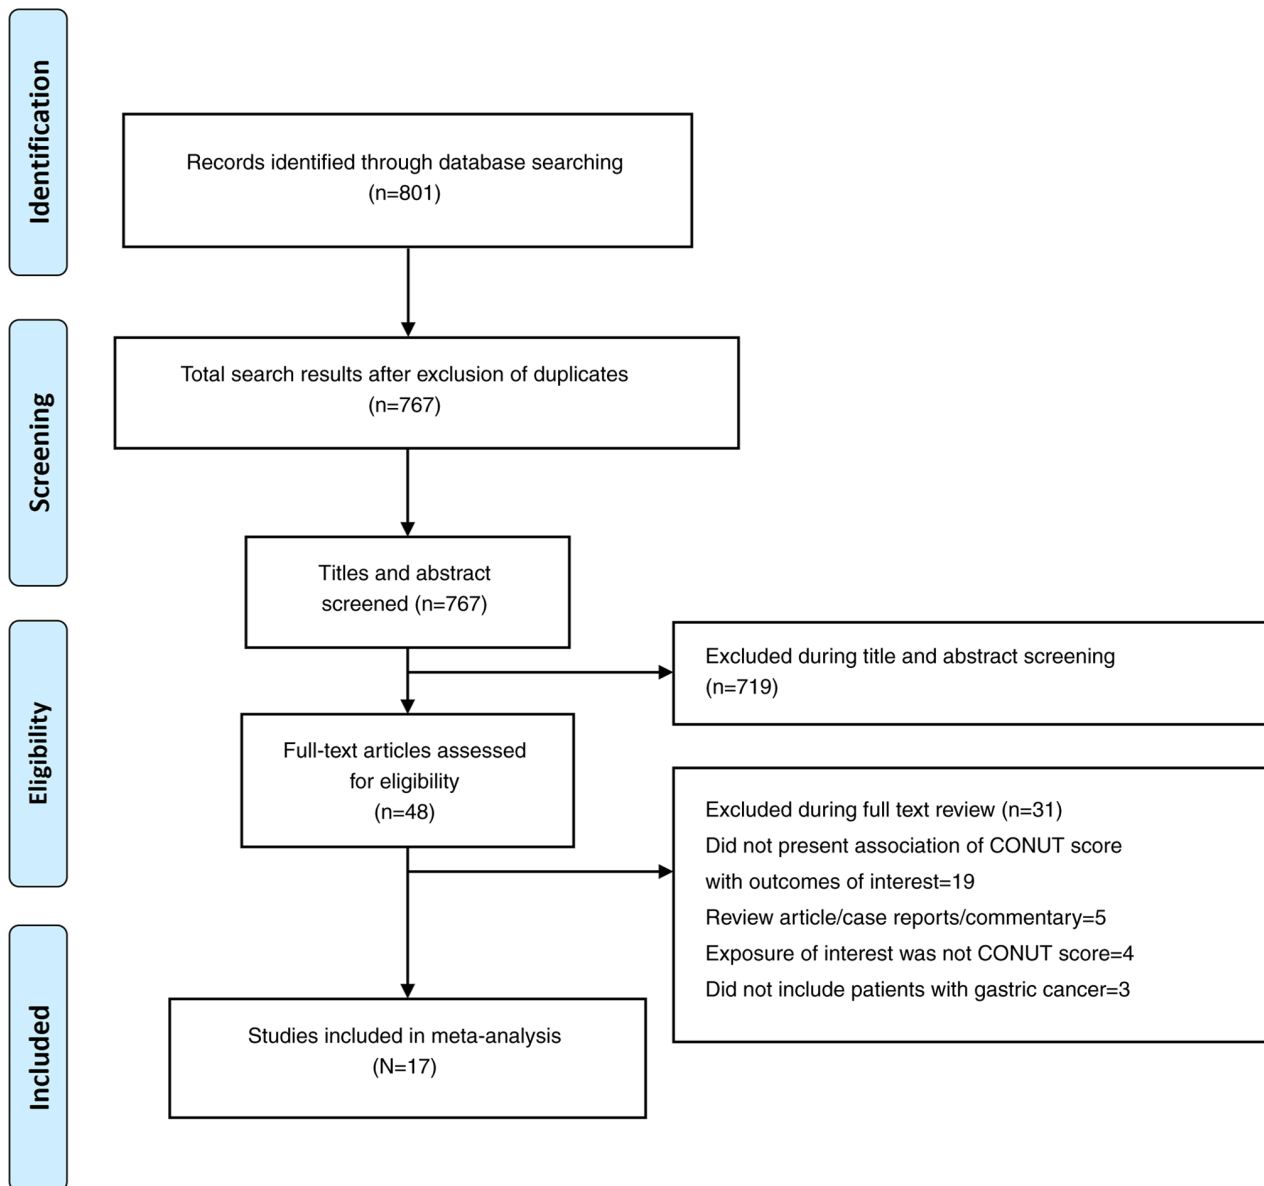 Identification
Records identified through database searching
(n=801)
Screening
Total search results after exclusion of duplicates
(n=767)
Titles and abstract
screened (n=767)
Excluded during title and abstract screening
(n=719)
Eligibility
Full-text articles assessed
for eligibility
(n=48)
Excluded during full text review (n=31)
Did not present association of CONUT score
with outcomes of interest=19
Review article/case reports/commentary=5
Exposure of interest was not CONUT score=4
Did not include patients with gastric cancer=3
Included
Studies included in meta-analysis
(N=17)